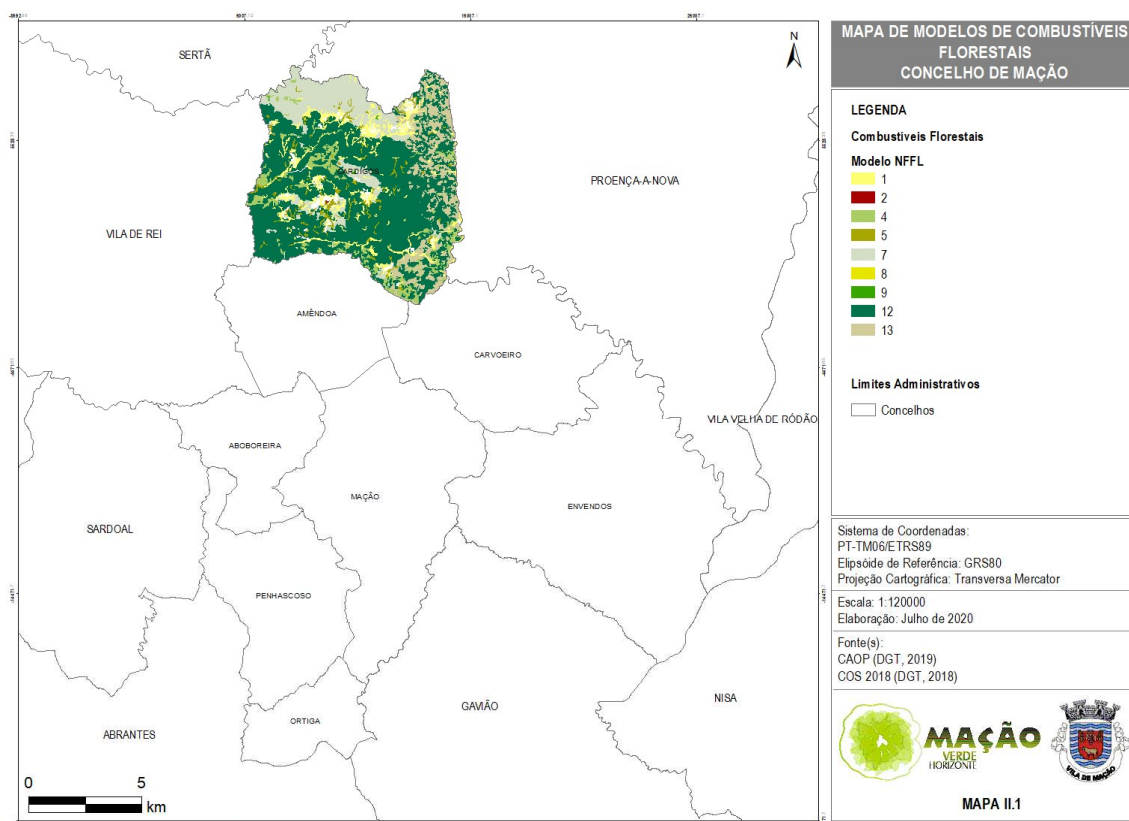 SERTÃ
N
CARDIGOS
PROENÇA-A-NOVA
VILA DE REI
AMÊNDOA
CARVOEIRO
VILA VELHA DE RÓDÃO
ABOBOREIRA
MAÇÃO
ENVENDOS
SARDOAL
PENHASCOSO
NISA
GAVIÃO
ORTIGA
ABRANTES
0 5
km
MAPA DE MODELOS DE COMBUSTÍVEIS
FLORESTAIS
CONCELHO DE MAÇÃO
LEGENDA
Combustíveis Florestais
Modelo NFFL
1
2
4
5
7
8
9
12
13
Limites Administrativos
Concelhos
Sistema de Coordenadas:
PT-TM06/ETRS89
Elipsóide de Referência: GRS80
Projeção Cartográfica: Transversa Mercator
Escala: 1:120000
Elaboração: Julho de 2020
Fonte(s):
CAOP (DGT, 2019)
COS 2018 (DGT, 2018)
MAÇÃO
VERDE
HORIZONTE
VILA DE MAÇÃO
MAPA II.1